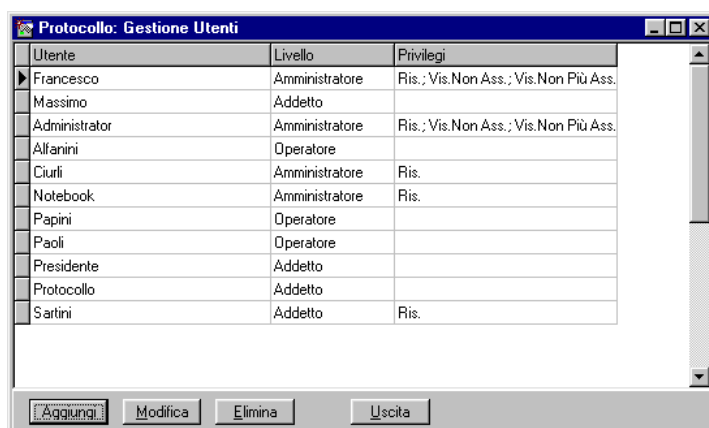 Protocollo: Gestione Utenti
Utente Livello Privilegi
Francesco Amministratore Ris.; Vis.Non Ass.; Vis.Non Più Ass.
Massimo Addetto
Administrator Amministratore Ris.; Vis.Non Ass.; Vis.Non Più Ass.
Alfanini Operatore
Ciurli Amministratore Ris.
Notebook Amministratore Ris.
Papini Operatore
Paoli Operatore
Presidente Addetto
Protocollo Addetto
Sartini Addetto Ris.
Aggiungi Modifica Elimina Uscita